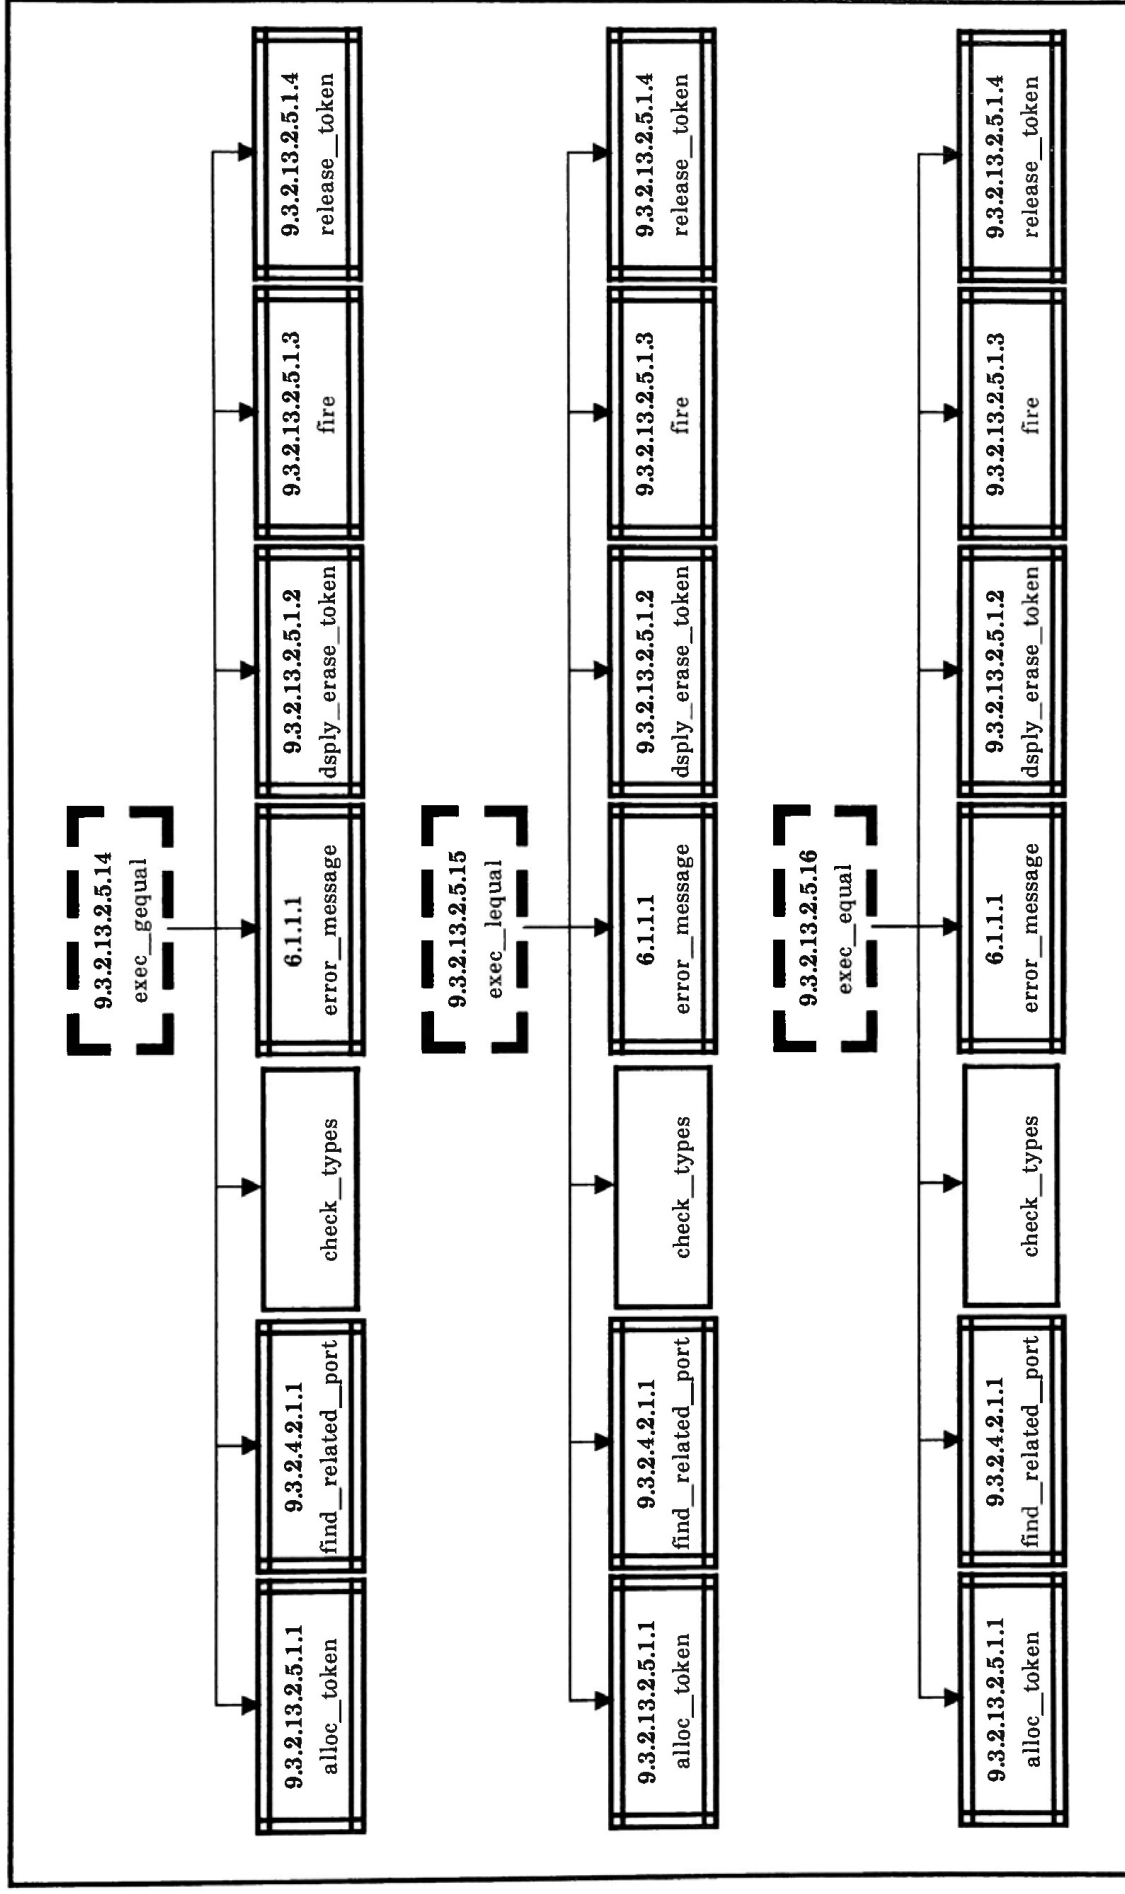 9.3.2.13.2.5.14
exec__gequal
9.3.2.13.2.5.1.1
alloc__token
9.3.2.4.2.1.1
find__related__port
check__types
6.1.1.1
error__message
9.3.2.13.2.5.1.2
dsply__erase__token
9.3.2.13.2.5.1.3
fire
9.3.2.13.2.5.1.4
release__token
9.3.2.13.2.5.15
exec__lequal
9.3.2.13.2.5.1.1
alloc__token
9.3.2.4.2.1.1
find__related__port
check__types
6.1.1.1
error__message
9.3.2.13.2.5.1.2
dsply__erase__token
9.3.2.13.2.5.1.3
fire
9.3.2.13.2.5.1.4
release__token
9.3.2.13.2.5.16
exec__equal
9.3.2.13.2.5.1.1
alloc__token
9.3.2.4.2.1.1
find__related__port
check__types
6.1.1.1
error__message
9.3.2.13.2.5.1.2
dsply__erase__token
9.3.2.13.2.5.1.3
fire
9.3.2.13.2.5.1.4
release__token